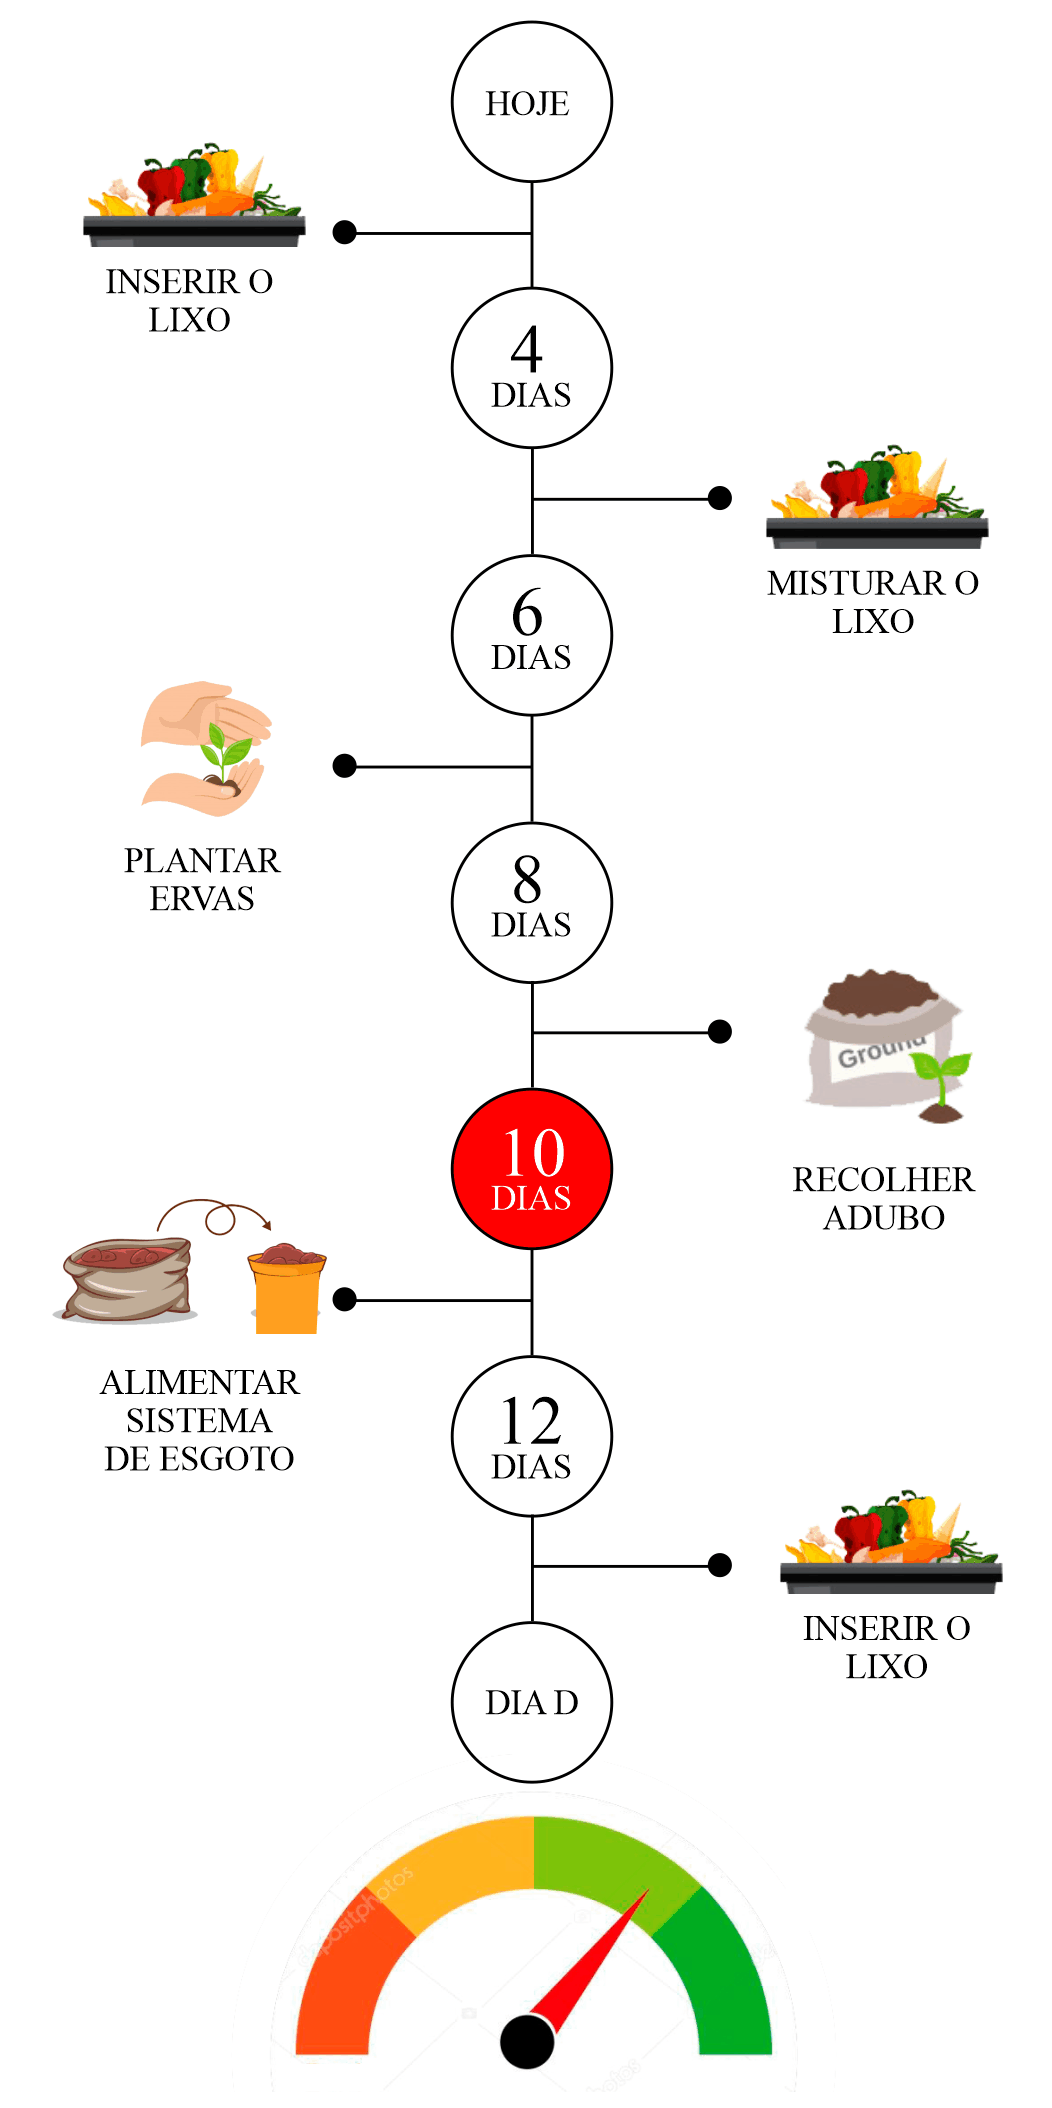 HOJE
INSERIR O
LIXO
4
DIAS
MISTURAR O
LIXO
6
DIAS
PLANTAR
ERVAS
8
DIAS
Ground
RECOLHER
ADUBO
10
DIAS
ALIMENTAR
SISTEMA
DE ESGOTO
12
DIAS
INSERIR O
LIXO
DIA D
depositphotos